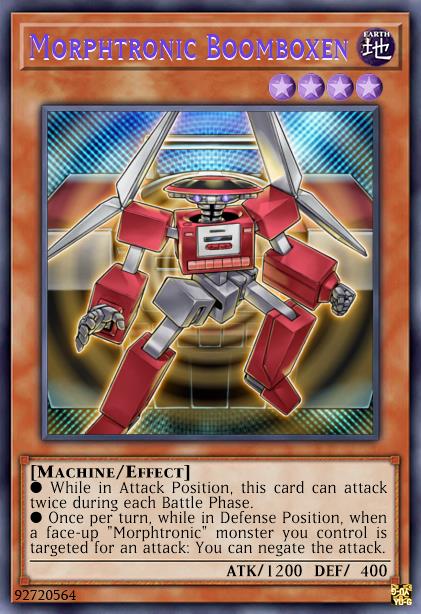 MORPHTRONIC BOOMBOXEN
EARTH
地
[MACHINE/EFFECT]
● While in Attack Position, this card can attack
twice during each Battle Phase.
● Once per turn, while in Defense Position, when
a face-up "Morphtronic" monster you control is
targeted for an attack: You can negate the attack.
ATK/1200 DEF/ 400
92720564